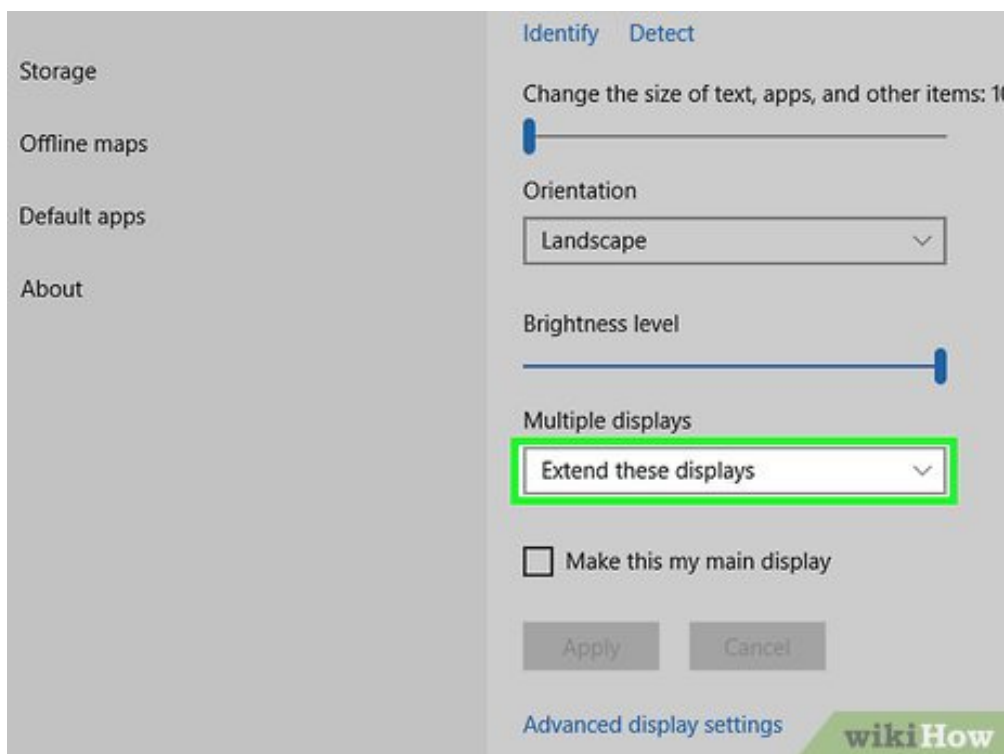 Identify Detect
Storage
Change the size of text, apps, and other items: 10
Offline maps
Orientation
Default apps
Landscape
About
Brightness level
Multiple displays
Extend these displays
Make this my main display
Apply Cancel
Advanced display settings
wikiHow